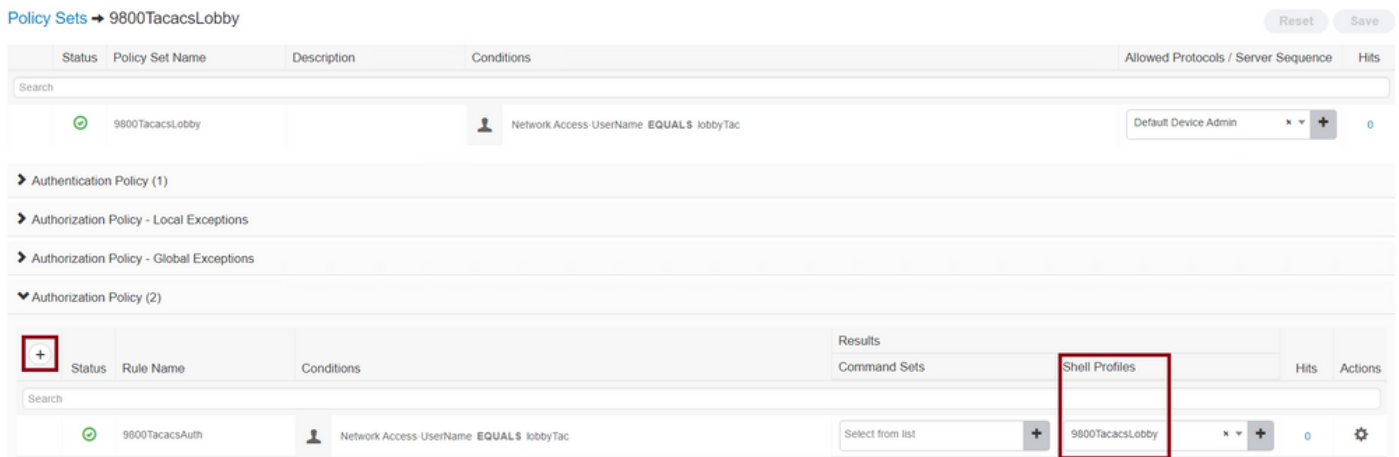 Policy Sets → 9800TacacsLobby
Reset Save
Status Policy Set Name Description Conditions Allowed Protocols / Server Sequence Hits
Search
9800TacacsLobby Network Access·UserName EQUALS lobbyTac Default Device Admin 0
Authentication Policy (1)
Authorization Policy - Local Exceptions
Authorization Policy - Global Exceptions
Authorization Policy (2)
Results
Status Rule Name Conditions Command Sets Shell Profiles Hits Actions
Search
9800TacacsAuth Network Access·UserName EQUALS lobbyTac Select from list 9800TacacsLobby 0